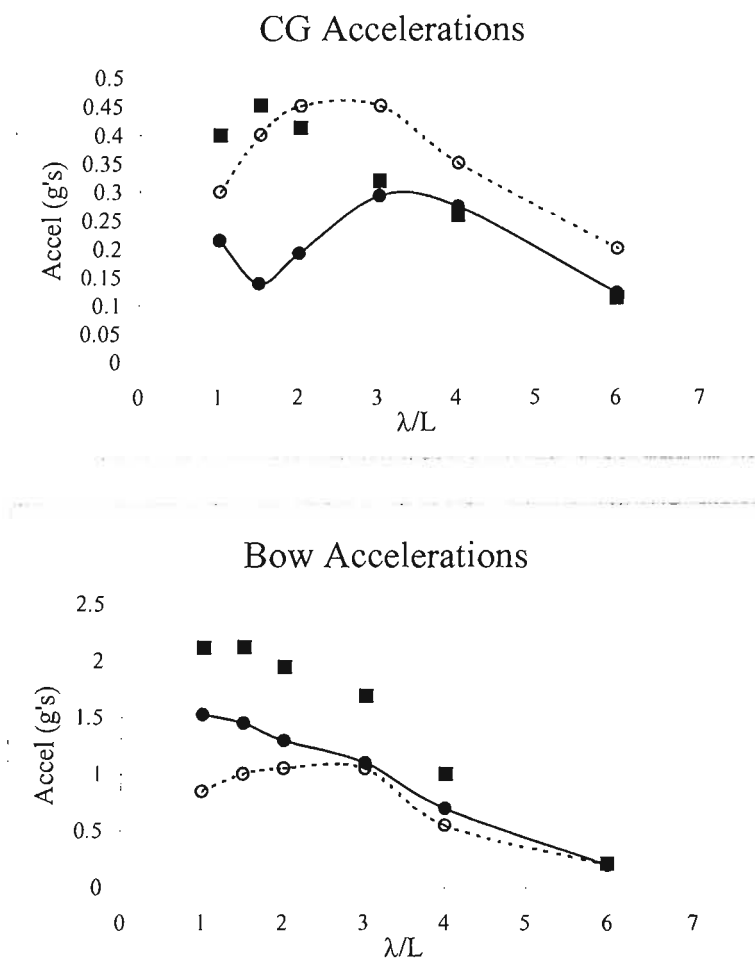 CG Accelerations
0.5
0.45
0.4
0.35
0.3
0.25
0.2
0.15
0.1
0.05
0
Accel (g's)
0 1 2 3 4 5 6 7
λ/L
Bow Accelerations
2.5
2
1.5
1
0.5
0
Accel (g's)
0 1 2 3 4 5 6 7
λ/L